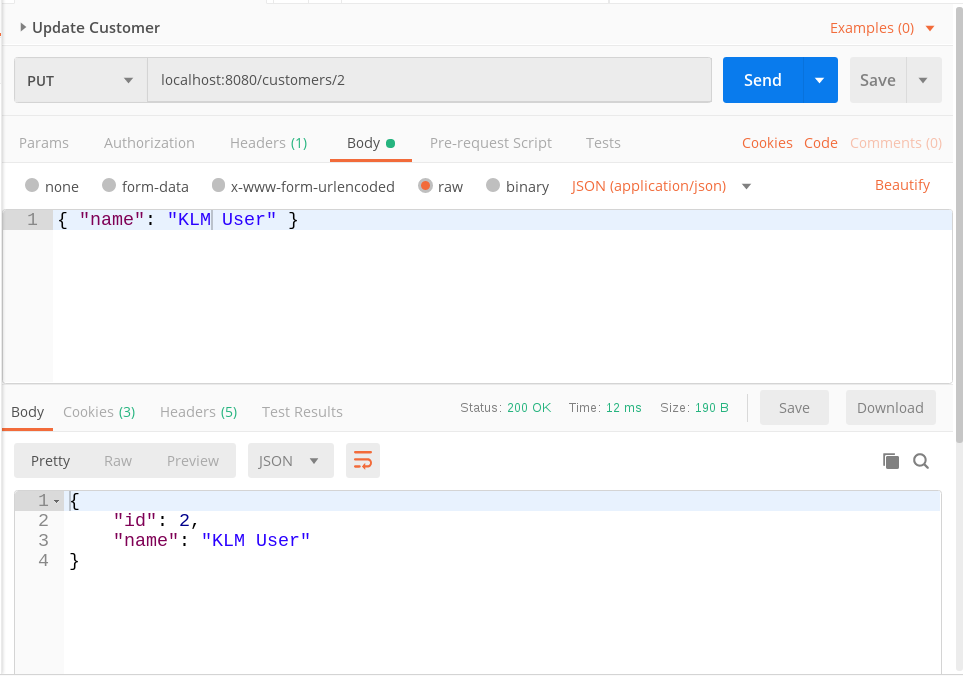 Update Customer Examples (0)
PUT localhost:8080/customers/2 Send Save
Params Authorization Headers (1) Body Pre-request Script Tests Cookies Code Comments (0)
none form-data x-www-form-urlencoded raw binary JSON (application/json) Beautify
1 { "name": "KLM User" }
Body Cookies (3) Headers (5) Test Results Status: 200 OK Time: 12 ms Size: 190 B Save Download
Pretty Raw Preview JSON
1 {
2 "id": 2,
3 "name": "KLM User"
4 }